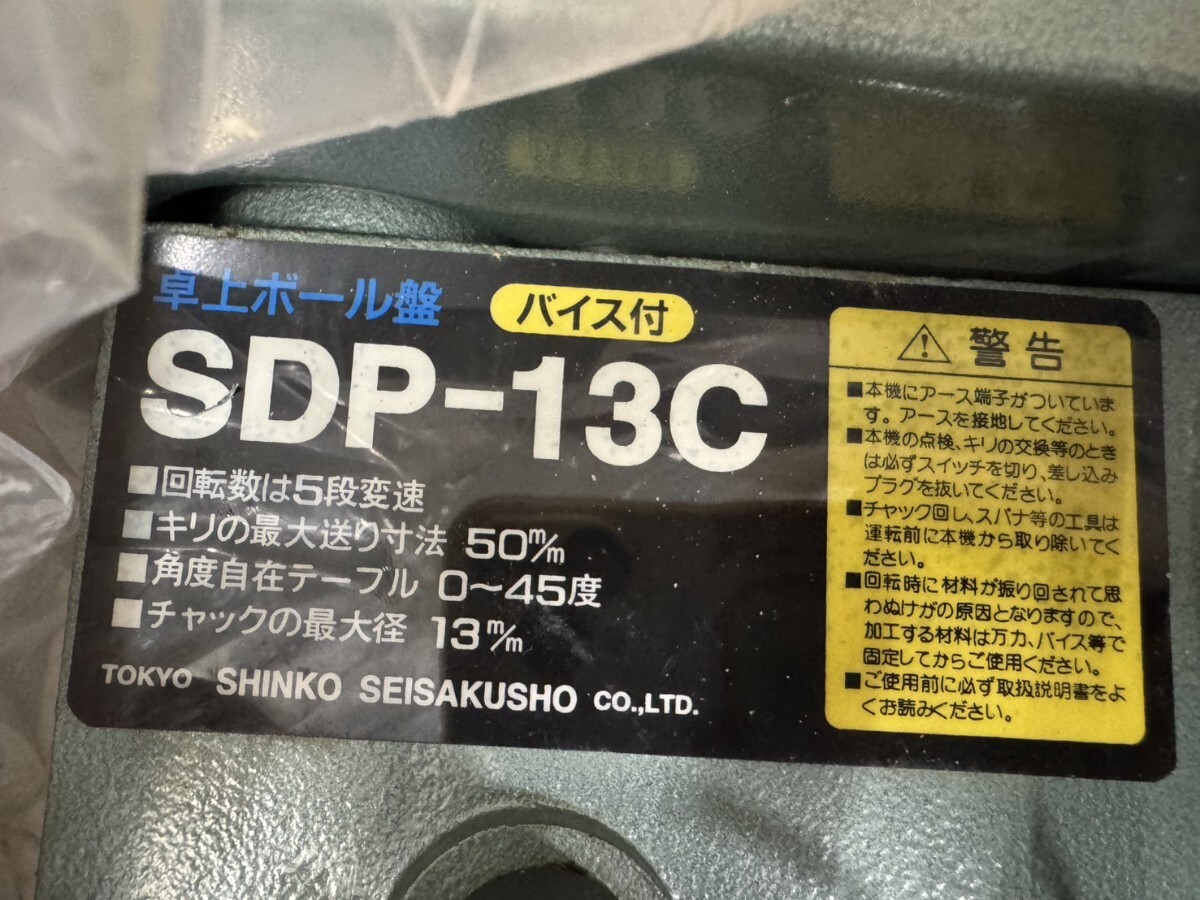 卓上ボール盤 バイス付
SDP-13C
■回転数は5段変速
■キリの最大送り寸法 50m/m
■角度自在テーブル 0〜45度
■チャックの最大径 13m/m
TOKYO SHINKO SEISAKUSHO CO.,LTD.
警告
■本機にアース端子がついていま
す。アースを接地してください。
■本機の点検、キリの交換等のとき
は必ずスイッチを切り、差し込み
プラグを抜いてください。
■チャック回し、スパナ等の工具は
運転前に本機から取り除いてく
ださい。
■回転時に材料が振り回されて思
わぬけがの原因となりますので、
加工する材料は万力、バイス等で
固定してからご使用ください。
■ご使用前に必ず取扱説明書をよ
くお読みください。